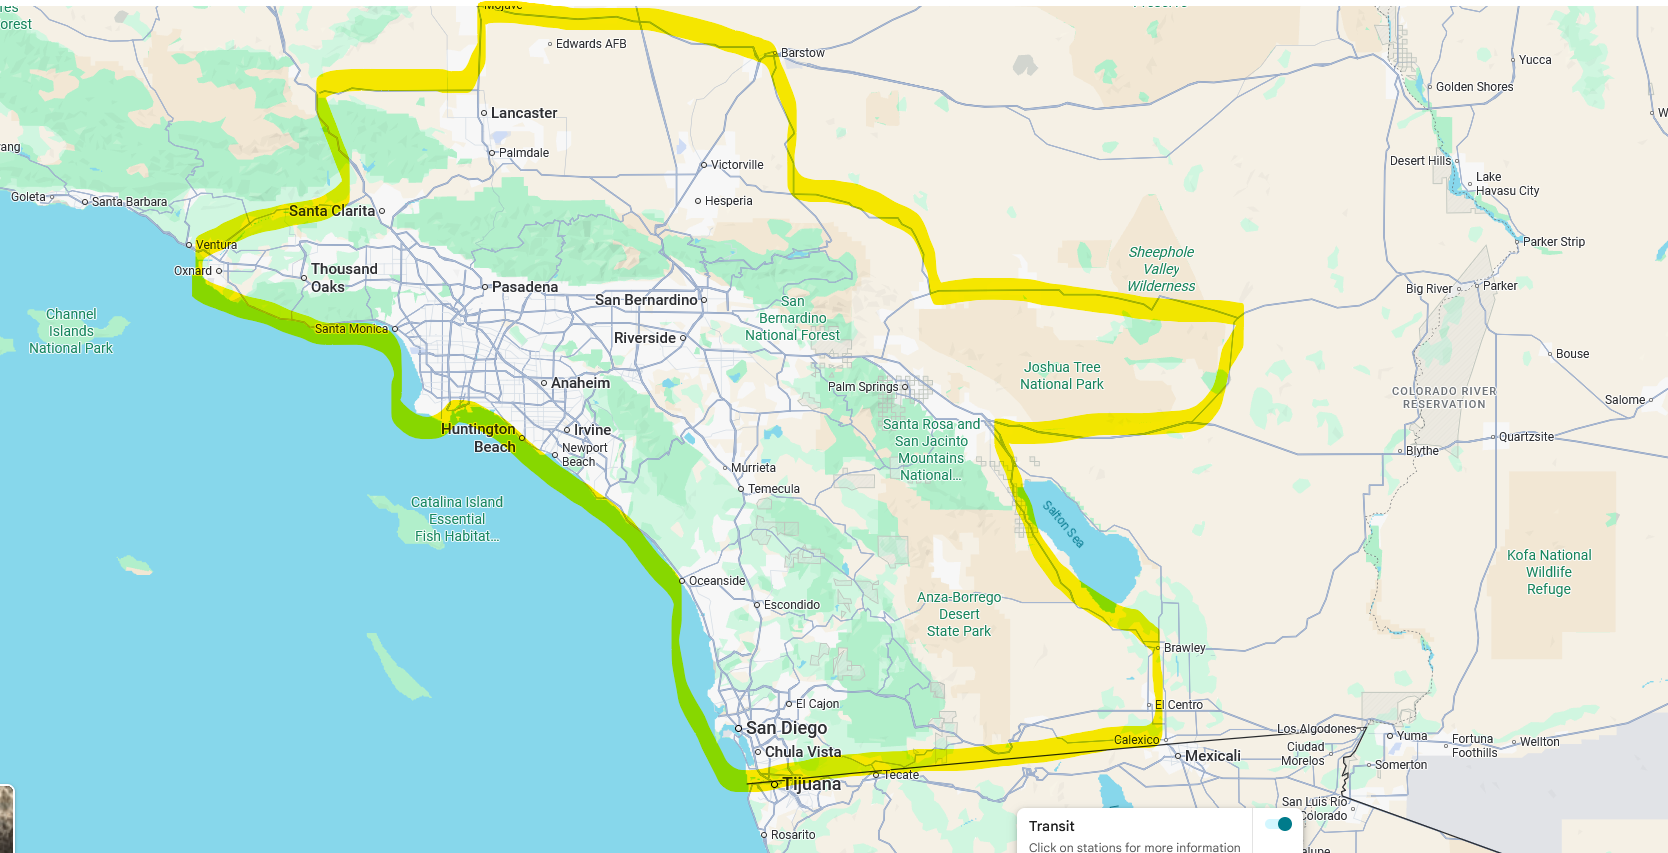 Mojave
Preserve
Forest
Edwards AFB
Barstow
Yucca
Golden Shores
Lancaster
Palmdale
Victorville
Desert Hills
Lake
Havasu City
Goleta
Santa Barbara
Santa Clarita
Hesperia
Ventura
Oxnard
Thousand
Oaks
Pasadena
San Bernardino
Sheephole
Valley
Wilderness
Parker Strip
Big River
Parker
Channel
Islands
National Park
Santa Monica
Riverside
San
Bernardino
National Forest
Bouse
Anaheim
Palm Springs
Joshua Tree
National Park
COLORADO RIVER
RESERVATION
Salome
Huntington
Beach
Irvine
Newport
Beach
Santa Rosa and
San Jacinto
Mountains
National...
Quartzsite
Blythe
Murrieta
Temecula
Catalina Island
Essential
Fish Habitat...
Salton Sea
Kofa National
Wildlife
Refuge
Oceanside
Escondido
Anza-Borrego
Desert
State Park
Brawley
El Cajon
El Centro
San Diego
Chula Vista
Calexico
Mexicali
Los Algodones
Yuma
Ciudad
Morelos
Fortuna
Foothills
Wellton
Somerton
Tijuana
Tecate
San Luis Rio
Colorado
Rosarito
Transit
Click on stations for more information